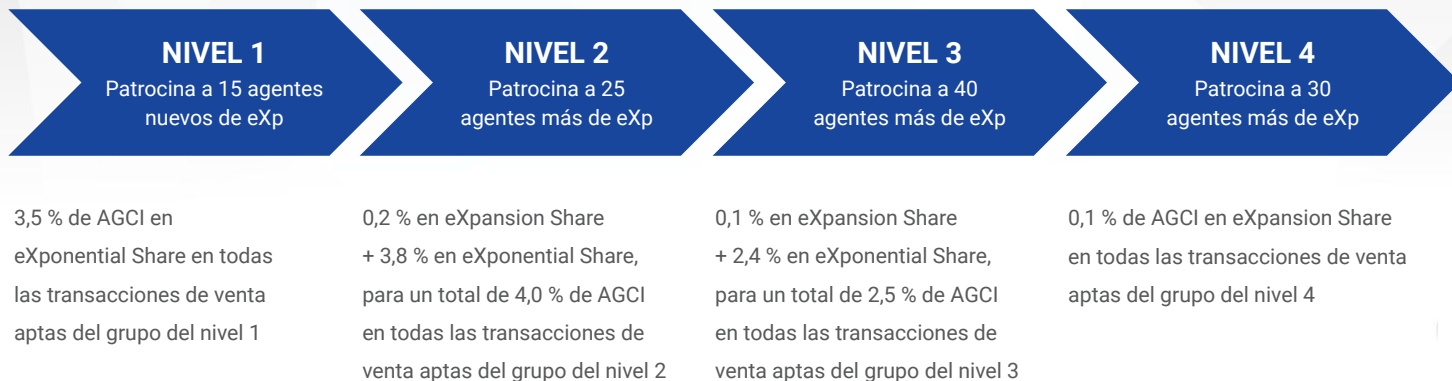 NIVEL 1
Patrocina a 15 agentes
nuevos de eXp
NIVEL 2
Patrocina a 25
agentes más de eXp
NIVEL 3
Patrocina a 40
agentes más de eXp
NIVEL 4
Patrocina a 30
agentes más de eXp
3,5 % de AGCI en
eXponential Share en todas
las transacciones de venta
aptas del grupo del nivel 1
0,2 % en eXpansion Share
+ 3,8 % en eXponential Share,
para un total de 4,0 % de AGCI
en todas las transacciones de
venta aptas del grupo del nivel 2
0,1 % en eXpansion Share
+ 2,4 % en eXponential Share,
para un total de 2,5 % de AGCI
en todas las transacciones de
venta aptas del grupo del nivel 3
0,1 % de AGCI en eXpansion Share
en todas las transacciones de venta
aptas del grupo del nivel 4